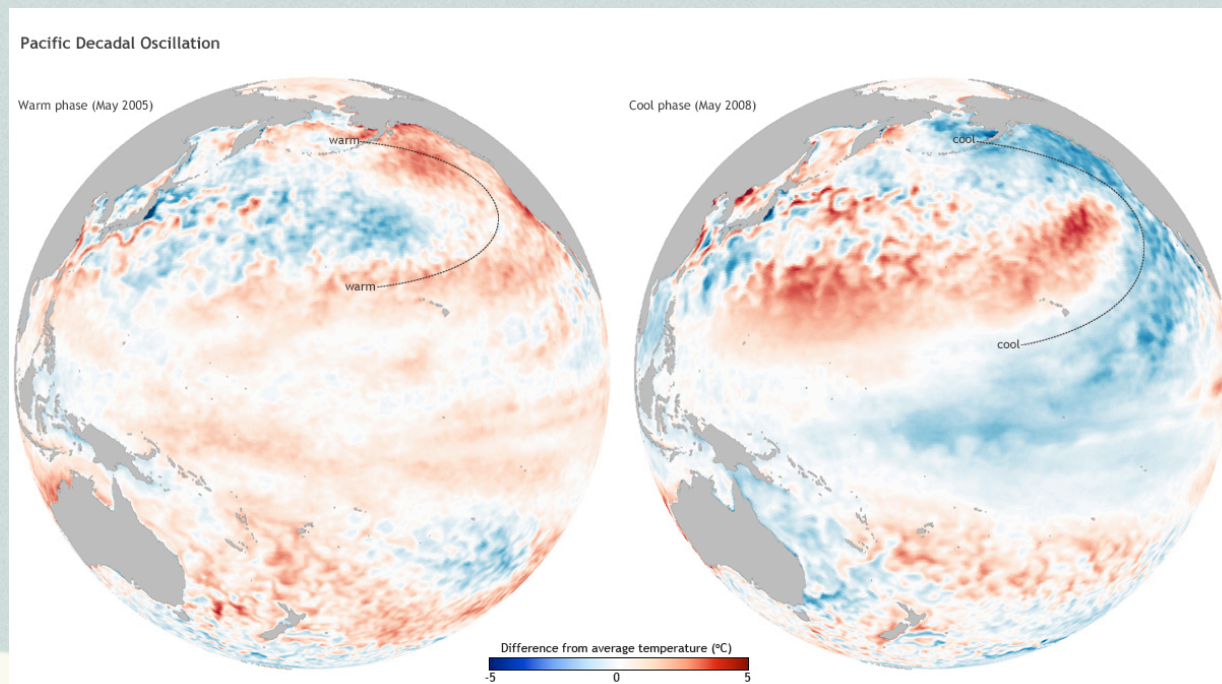 Pacific Decadal Oscillation
Warm phase (May 2005)
warm
warm
Cool phase (May 2008)
cool
cool
Difference from average temperature (°C)
-5 0 5